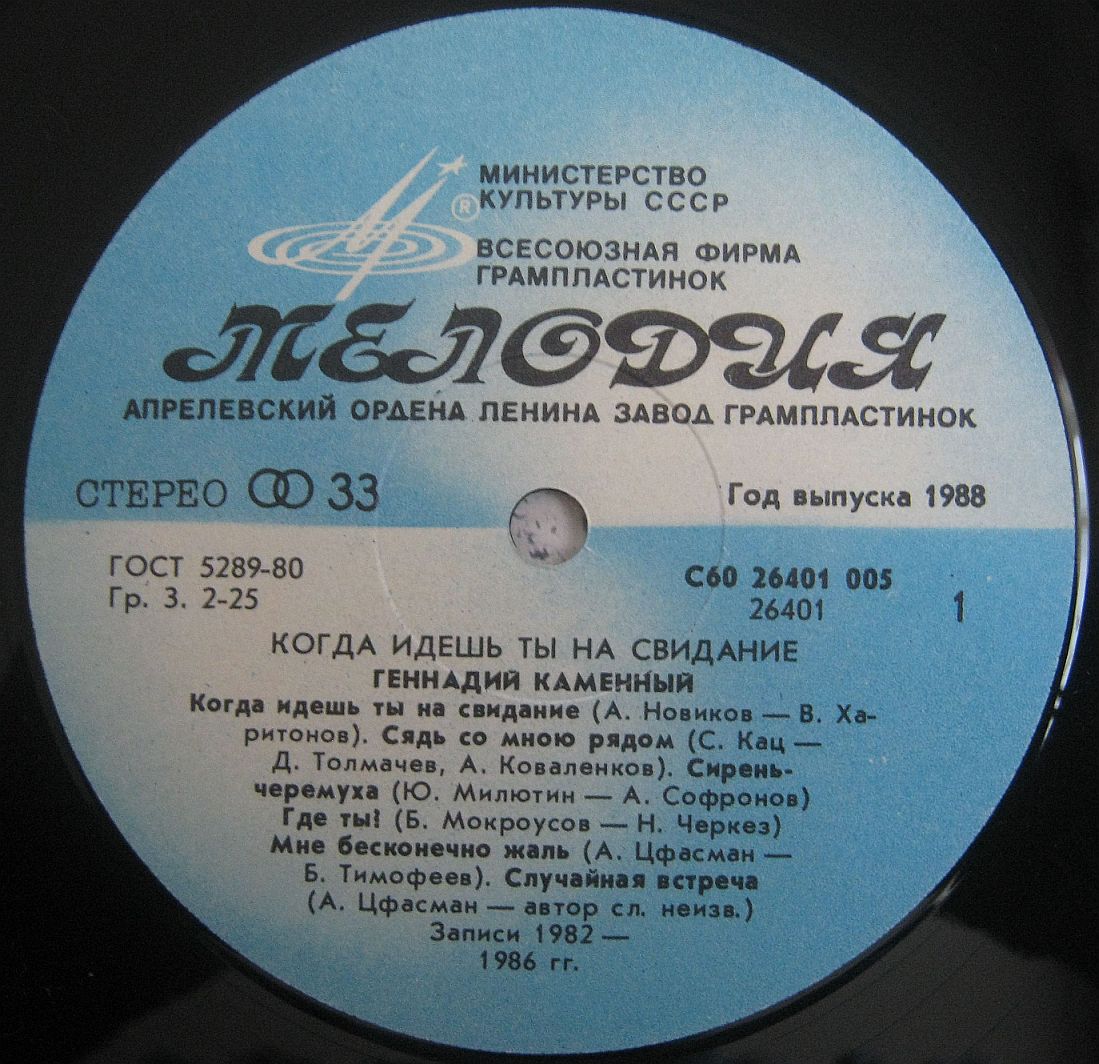 МИНИСТЕРСТВО
КУЛЬТУРЫ СССР
®
ВСЕСОЮЗНАЯ ФИРМА
ГРАМПЛАСТИНОК
МЕЛОДИЯ
АПРЕЛЕВСКИЙ ОРДЕНА ЛЕНИНА ЗАВОД ГРАМПЛАСТИНОК
СТЕРЕО 33
Год выпуска 1988
ГОСТ 5289-80
Гр. 3. 2-25
С60 26401 005
26401
1
КОГДА ИДЕШЬ ТЫ НА СВИДАНИЕ
ГЕННАДИЙ КАМЕННЫЙ
Когда идешь ты на свидание (А. Новиков — В. Ха-
ритонов). Сядь со мною рядом (С. Кац —
Д. Толмачев, А. Коваленков). Сирень-
черемуха (Ю. Милютин — А. Софронов)
Где ты? (Б. Мокроусов — Н. Черкез)
Мне бесконечно жаль (А. Цфасман —
Б. Тимофеев). Случайная встреча
(А. Цфасман — автор сл. неизв.)
Записи 1982 —
1986 гг.